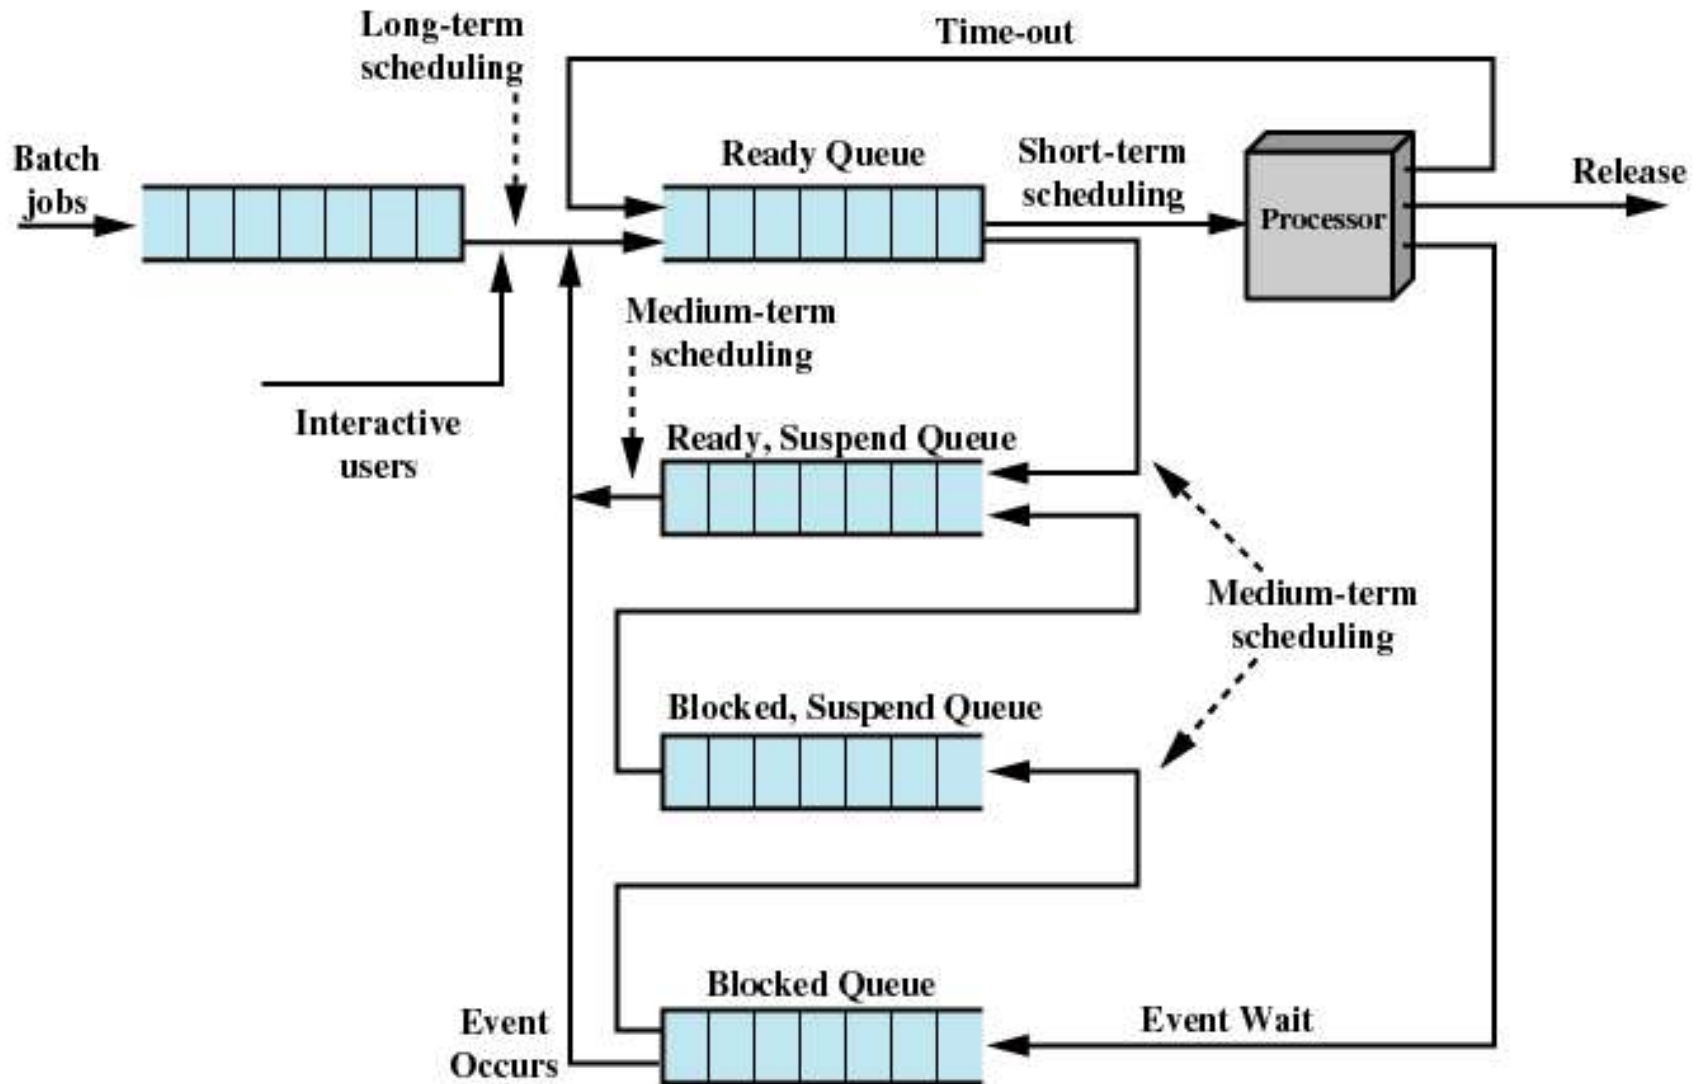 Long-term
scheduling
Time-out
Batch
jobs
Ready Queue
Short-term
scheduling
Processor
Release
Interactive
users
Medium-term
scheduling
Ready, Suspend Queue
Medium-term
scheduling
Blocked, Suspend Queue
Blocked Queue
Event
Occurs
Event Wait